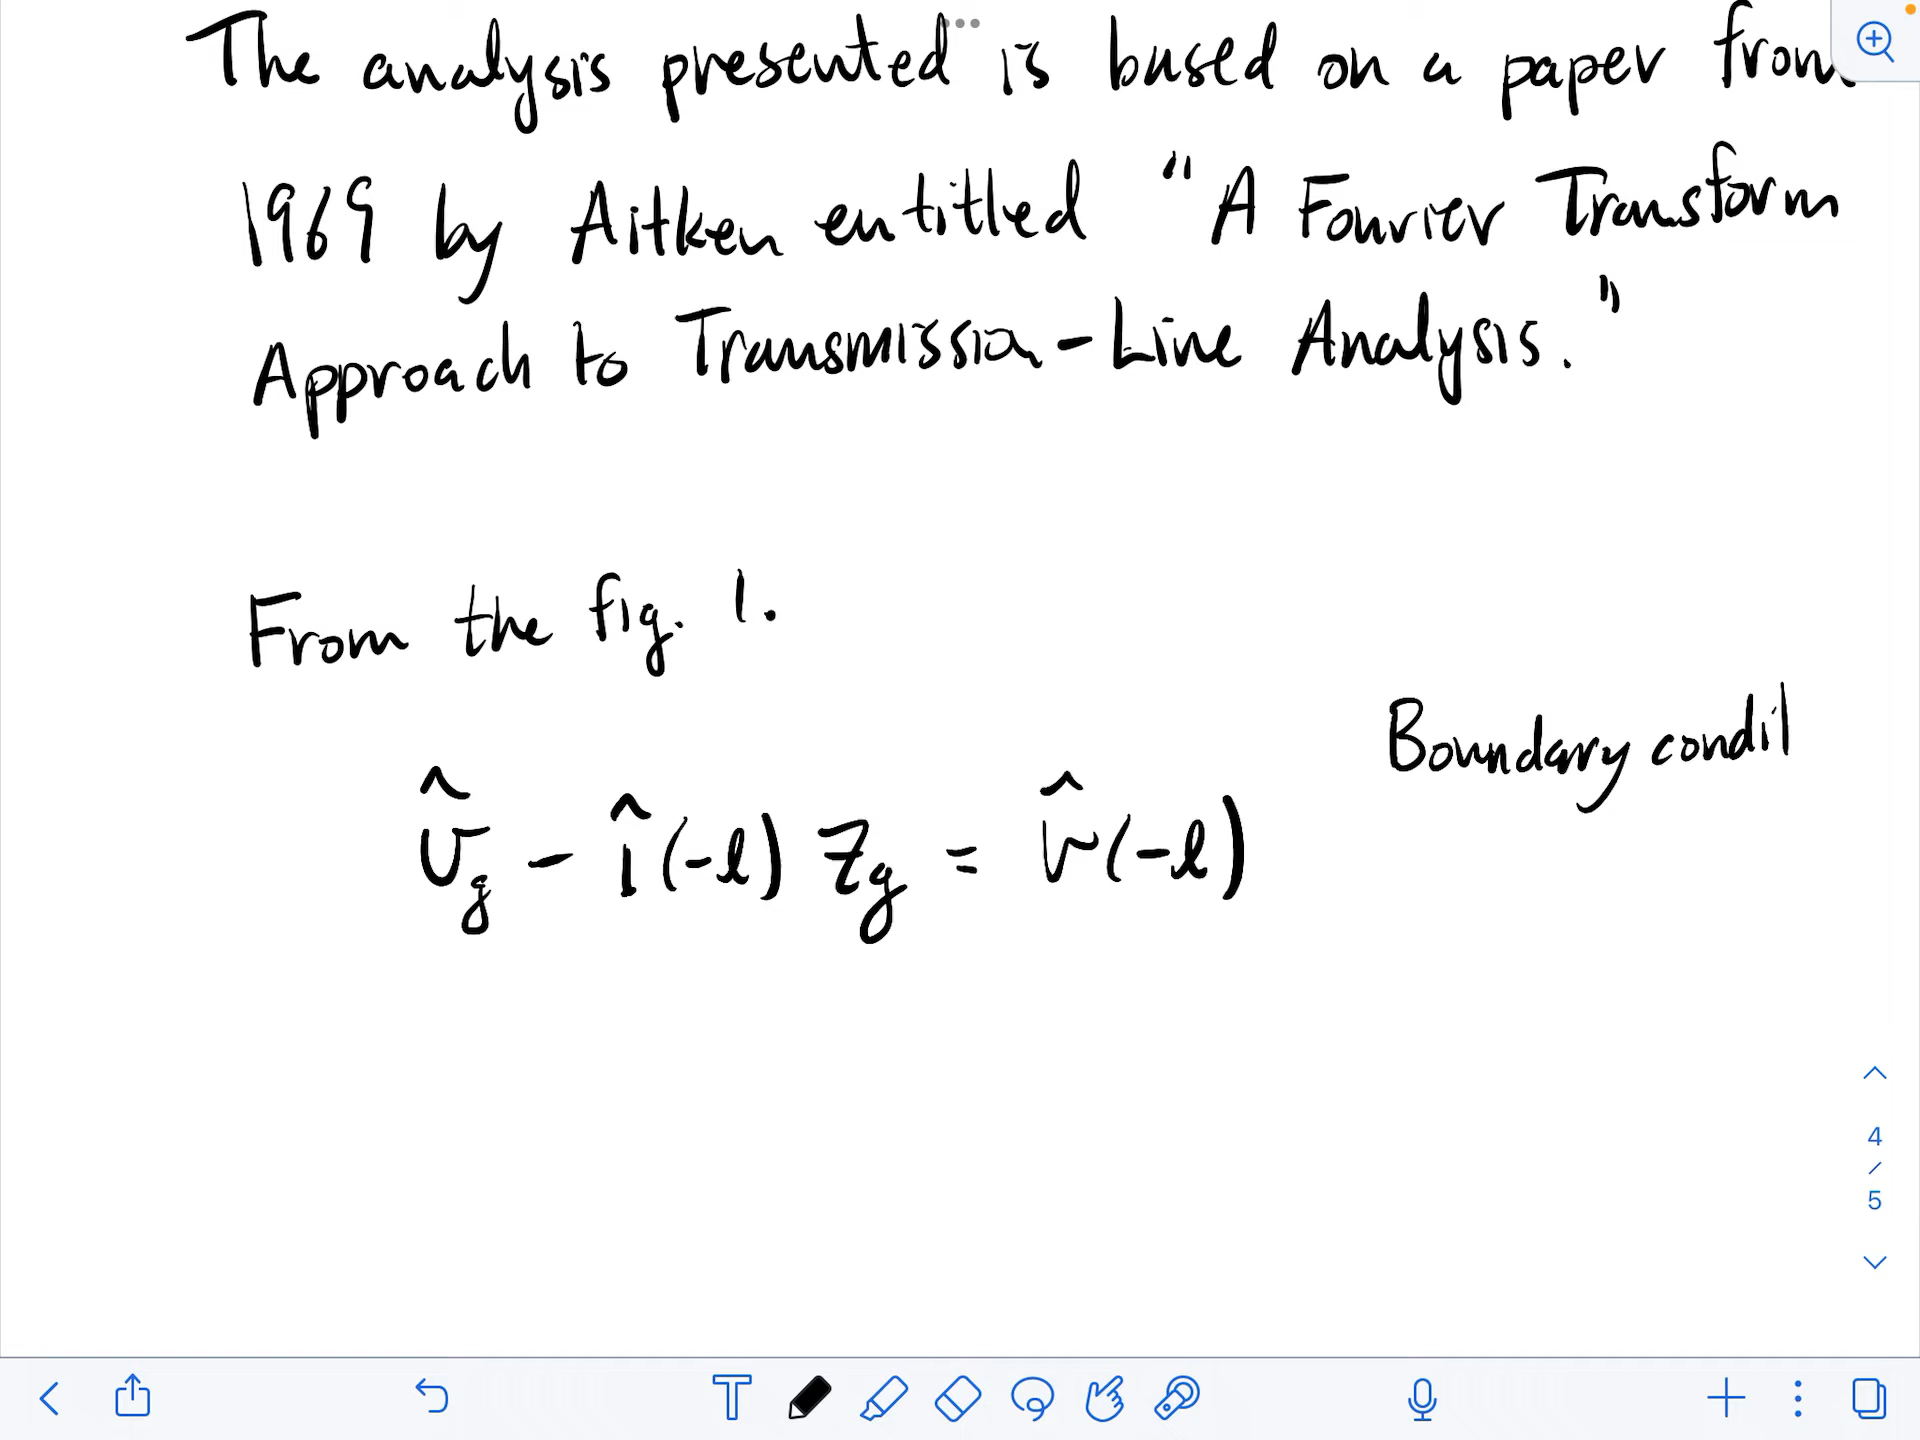 The analysis presented is based on a paper from
1969 by Aitken entitled "A Fourier Transform
Approach to Transmission-Line Analysis."
From the fig. 1.
Boundary condit
v̂g - î(-l) Zg = v̂(-l)
4
/
5